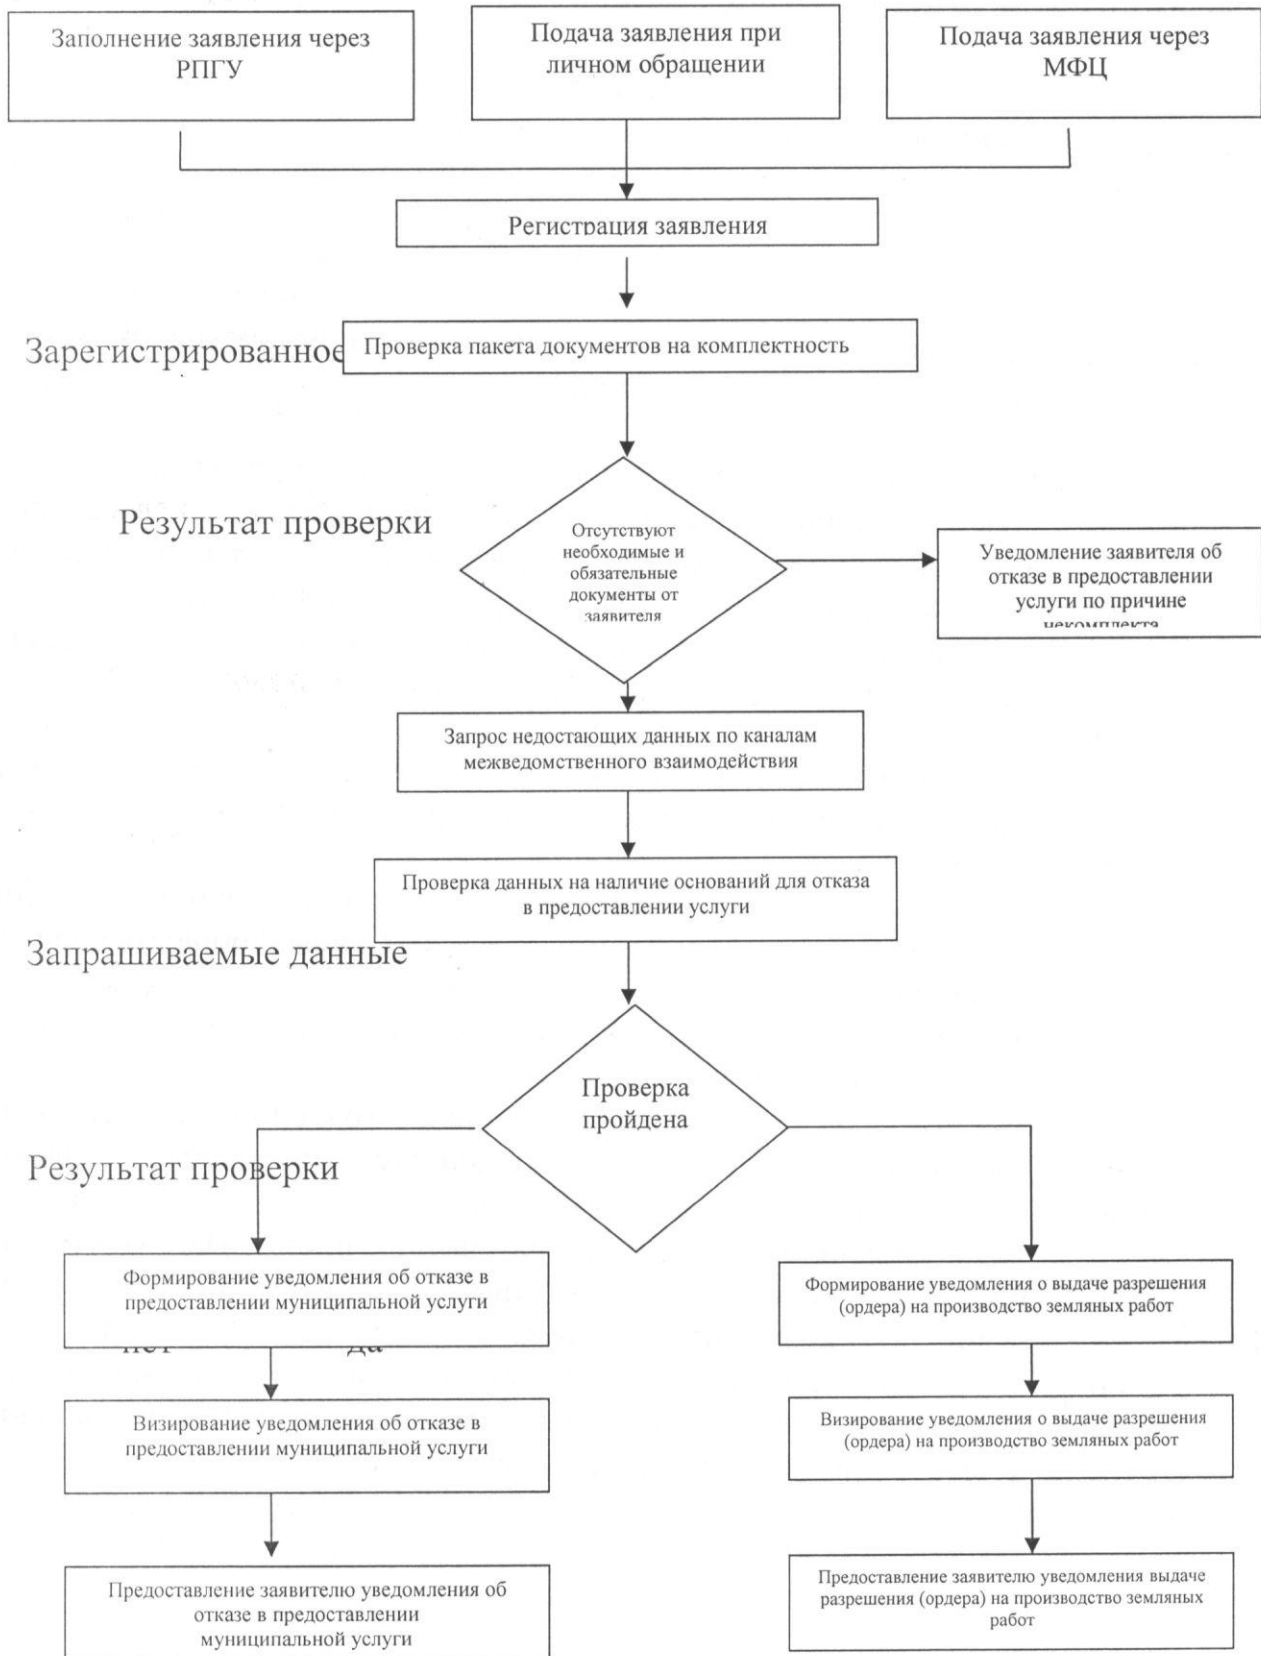 Заполнение заявления через
РПГУ
Подача заявления при
личном обращении
Подача заявления через
МФЦ
Регистрация заявления
Зарегистрированное
Проверка пакета документов на комплектность
Результат проверки
Отсутствуют
необходимые и
обязательные
документы от
заявителя
Уведомление заявителя об
отказе в предоставлении
услуги по причине
некомплекта
Запрос недостающих данных по каналам
межведомственного взаимодействия
Проверка данных на наличие оснований для отказа
в предоставлении услуги
Запрашиваемые данные
Проверка
пройдена
Результат проверки
Формирование уведомления об отказе в
предоставлении муниципальной услуги
Формирование уведомления о выдаче разрешения
(ордера) на производство земляных работ
нет да
Визирование уведомления об отказе в
предоставлении муниципальной услуги
Визирование уведомления о выдаче разрешения
(ордера) на производство земляных работ
Предоставление заявителю уведомления об
отказе в предоставлении
муниципальной услуги
Предоставление заявителю уведомления выдаче
разрешения (ордера) на производство земляных
работ